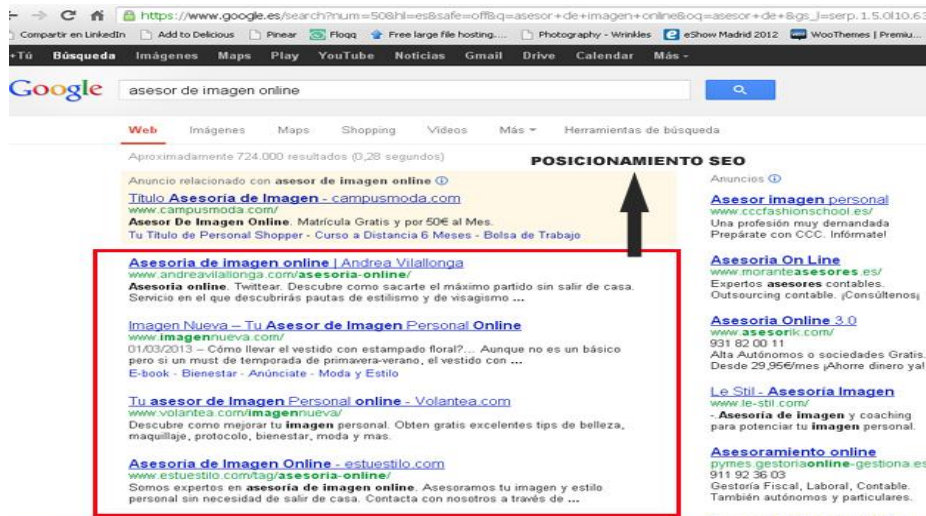 https://www.google.es/search?num=50&hl=es&safe=off&q=asesor+de+imagen+online&oq=asesor+de+&gs_l=serp.1.5.0l10.63
Compartir en LinkedIn Add to Delicious Pinear Floqq Free large file hosting.... Photography - Wrinkles eShow Madrid 2012 WooThemes | Premiu...
+Tú Búsqueda Imágenes Maps Play YouTube Noticias Gmail Drive Calendar Más
Google asesor de imagen online
Web Imágenes Maps Shopping Vídeos Más Herramientas de búsqueda
Aproximadamente 724.000 resultados (0,28 segundos)
POSICIONAMIENTO SEO
Anuncio relacionado con asesor de imagen online
Título Asesoría de Imagen - campusmoda.com
www.campusmoda.com/
Asesor De Imagen Online. Matrícula Gratis y por 50€ al Mes.
Tu Título de Personal Shopper - Curso a Distancia 6 Meses - Bolsa de Trabajo
Asesoría de imagen online | Andrea Vilallonga
www.andreavilallonga.com/asesoria-online/
Asesoría online. Twittear. Descubre como sacarte el máximo partido sin salir de casa.
Servicio en el que descubrirás pautas de estilismo y de visagismo ...
Imagen Nueva – Tu Asesor de Imagen Personal Online
www.imagennueva.com/
01/03/2013 – Cómo llevar el vestido con estampado floral?... Aunque no es un básico
pero si un must de temporada de primavera-verano, el vestido con ...
E-book - Bienestar - Anúnciate - Moda y Estilo
Tu asesor de Imagen Personal online - Volantea.com
www.volantea.com/imagennueva/
Descubre como mejorar tu imagen personal. Obten gratis excelentes tips de belleza,
maquillaje, protocolo, bienestar, moda y mas.
Asesoría de Imagen Online - estuestilo.com
www.estuestilo.com/tag/asesoria-online/
Somos expertos en asesoría de imagen online. Asesoramos tu imagen y estilo
personal sin necesidad de salir de casa. Contacta con nosotros a través de ...
Anuncios
Asesor imagen personal
www.cccfashionschool.es/
Una profesión muy demandada
Prepárate con CCC. Infórmate!
Asesoria On Line
www.moranteasesores.es/
Expertos asesores contables.
Outsourcing contable. ¡Consúltenos¡
Asesoria Online 3.0
www.asesorik.com/
931 82 00 11
Alta Autónomos o sociedades Gratis.
Desde 29,95€/mes ¡Ahorre dinero ya!
Le Stil - Asesoría Imagen
www.le-stil.com/
-.Asesoría de imagen y coaching
para potenciar tu imagen personal.
Asesoramiento online
pymes.gestoriaonline-gestiona.es
911 92 36 03
Gestoría Fiscal, Laboral, Contable.
También autónomos y particulares.